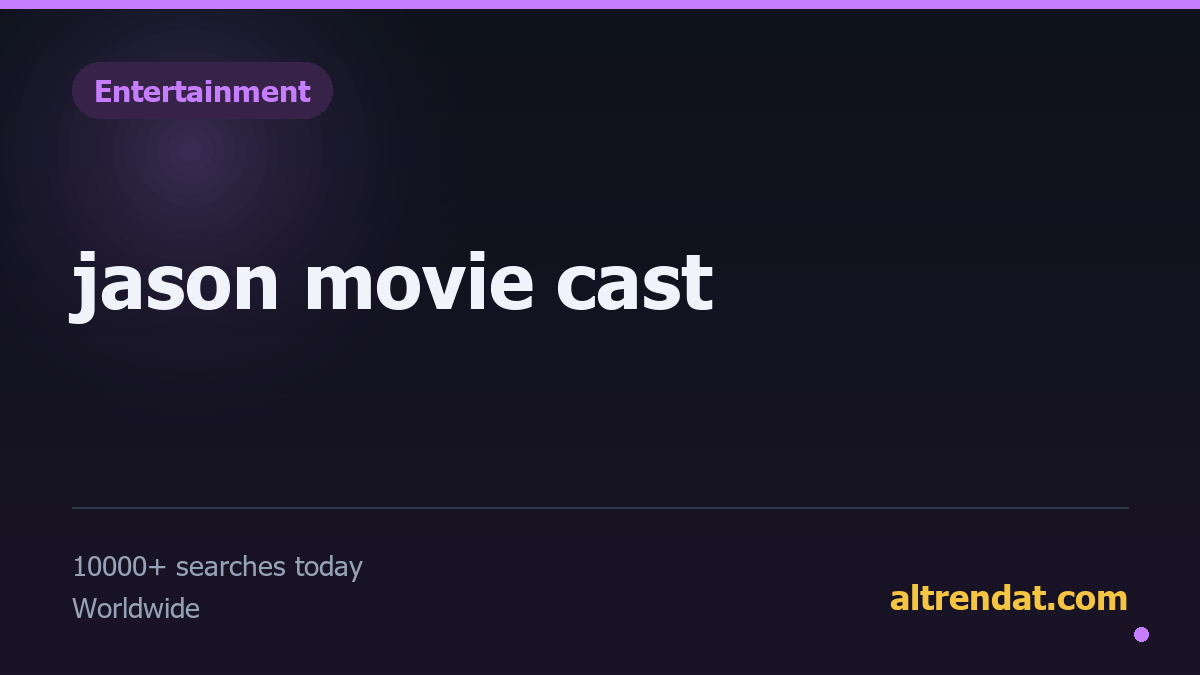 Entertainment
jason movie cast
10000+ searches today
Worldwide
altrendat.com